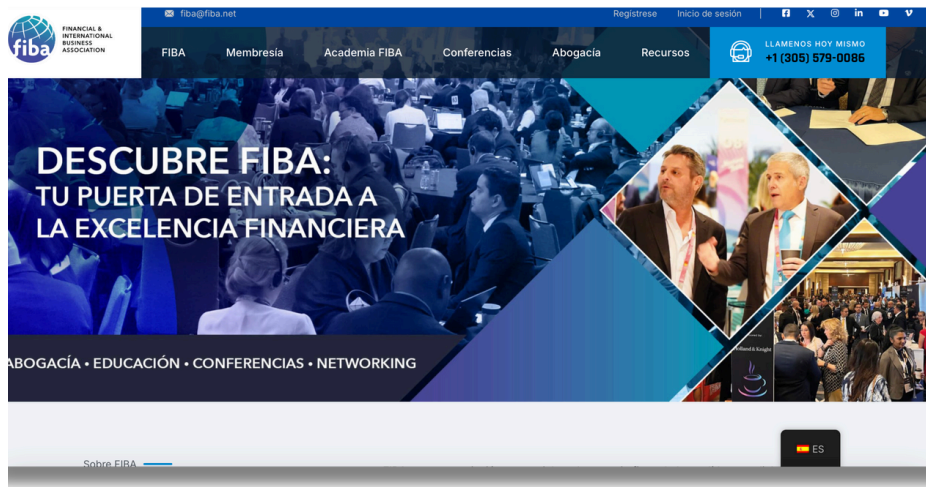 fiba@fiba.net
Regístrese
Inicio de sesión
fiba
FINANCIAL &
INTERNATIONAL
BUSINESS
ASSOCIATION
FIBA
Membresía
Academia FIBA
Conferencias
Abogacía
Recursos
LLAMENOS HOY MISMO
+1 (305) 579-0086
DESCUBRE FIBA:
TU PUERTA DE ENTRADA A
LA EXCELENCIA FINANCIERA
Holland & Knight
ABOGACÍA • EDUCACIÓN • CONFERENCIAS • NETWORKING
ES
Sobre FIBA